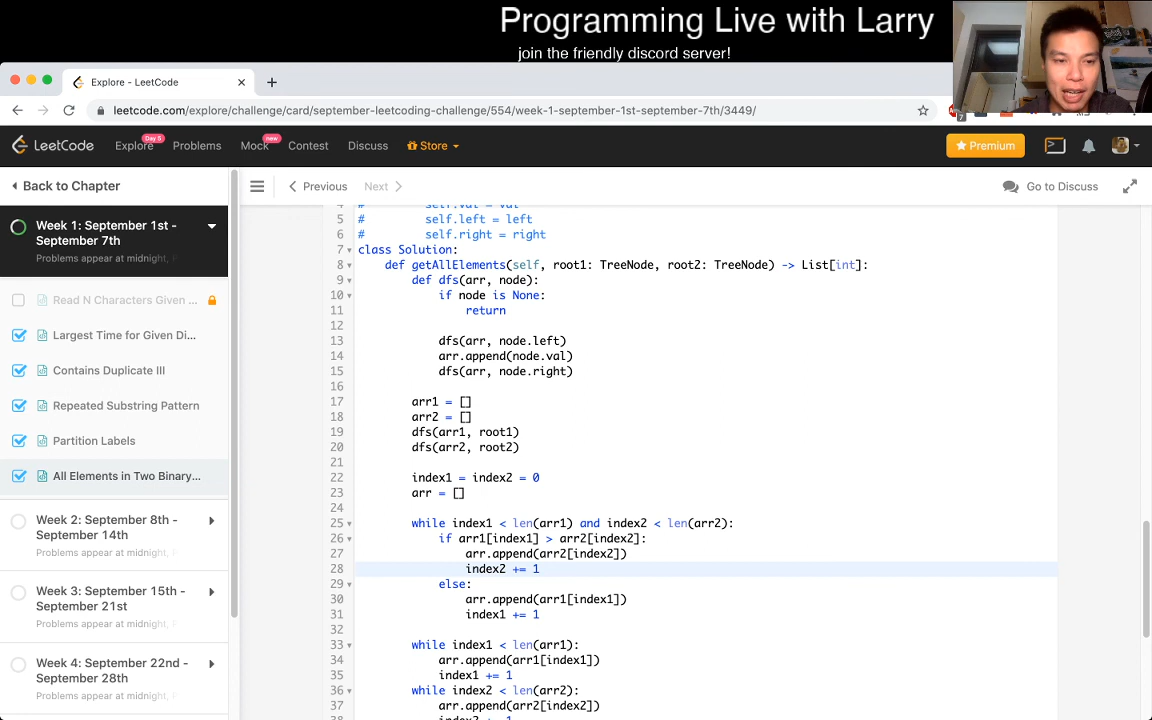 Programming Live with Larry
join the friendly discord server!
Explore - LeetCode
leetcode.com/explore/challenge/card/september-leetcoding-challenge/554/week-1-september-1st-september-7th/3449/
7
LeetCode
Explore
Day 5
Problems
Mock
new
Contest
Discuss
Store
Premium
Back to Chapter
Previous
Next
Go to Discuss
Week 1: September 1st -
September 7th
Problems appear at midnight,
Read N Characters Given ...
Largest Time for Given Di...
Contains Duplicate III
Repeated Substring Pattern
Partition Labels
All Elements in Two Binary...
Week 2: September 8th -
September 14th
Problems appear at midnight,
Week 3: September 15th -
September 21st
Problems appear at midnight,
Week 4: September 22nd -
September 28th
Problems appear at midnight,
4 # self.val = val
5 # self.left = left
6 # self.right = right
7 class Solution:
8 def getAllElements(self, root1: TreeNode, root2: TreeNode) -> List[int]:
9 def dfs(arr, node):
10 if node is None:
11 return
12
13 dfs(arr, node.left)
14 arr.append(node.val)
15 dfs(arr, node.right)
16
17 arr1 = []
18 arr2 = []
19 dfs(arr1, root1)
20 dfs(arr2, root2)
21
22 index1 = index2 = 0
23 arr = []
24
25 while index1 < len(arr1) and index2 < len(arr2):
26 if arr1[index1] > arr2[index2]:
27 arr.append(arr2[index2])
28 index2 += 1
29 else:
30 arr.append(arr1[index1])
31 index1 += 1
32
33 while index1 < len(arr1):
34 arr.append(arr1[index1])
35 index1 += 1
36 while index2 < len(arr2):
37 arr.append(arr2[index2])
38 index2 += 1